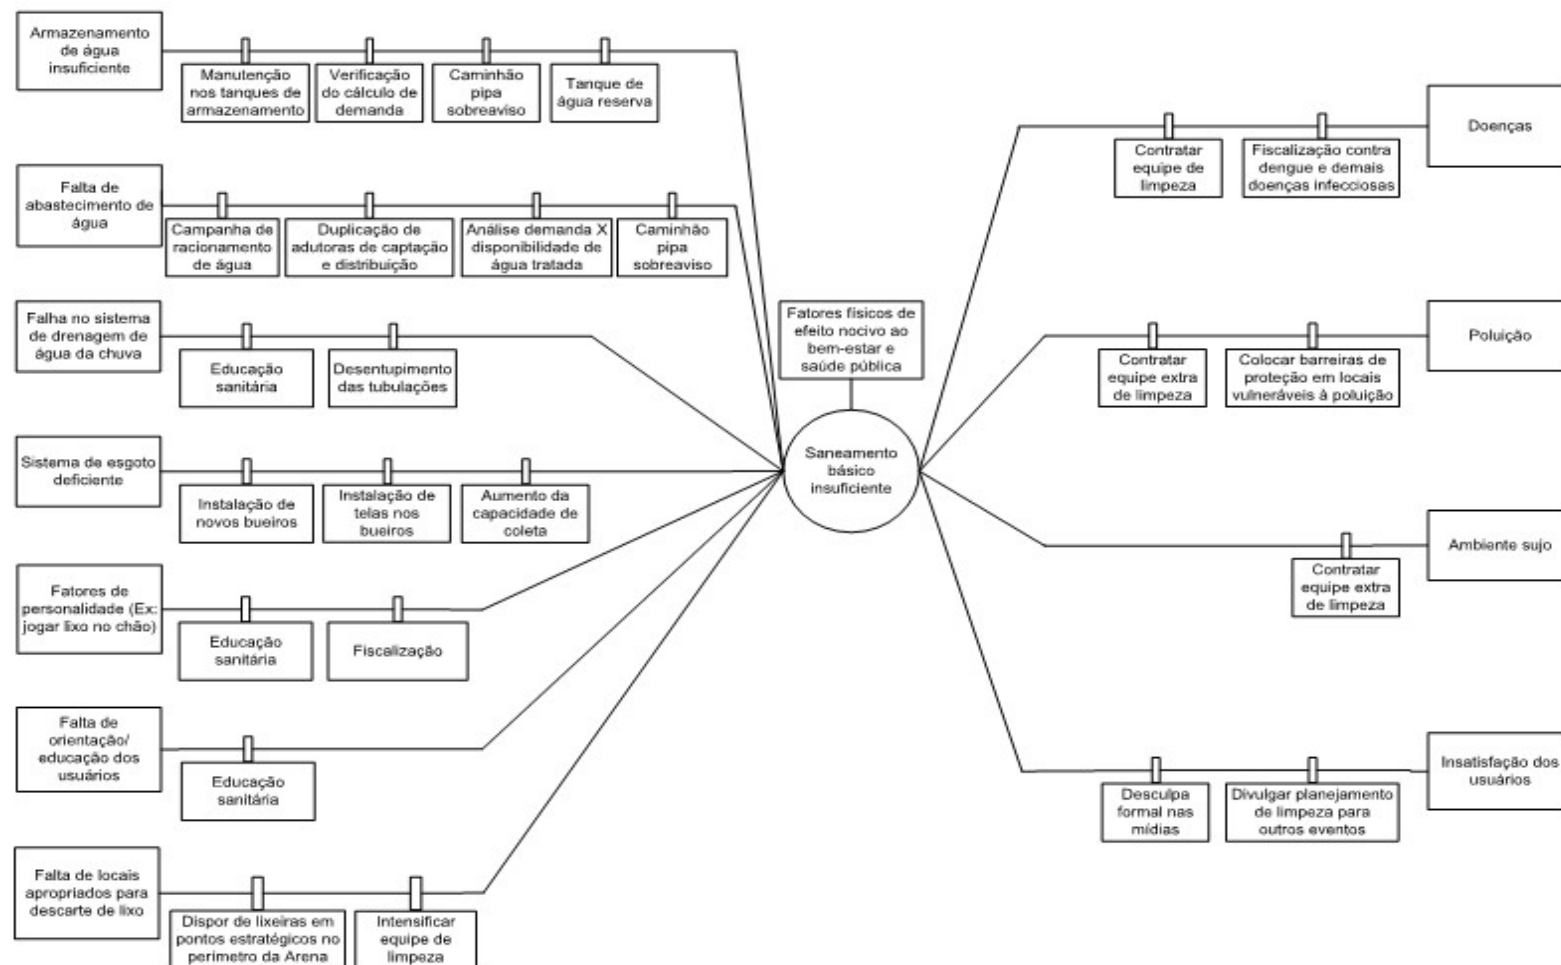 Armazenamento
de água
insuficiente
Manutenção
nos tanques de
armazenamento
Verificação
do cálculo de
demanda
Caminhão
pipa
sobreaviso
Tanque de
água reserva
Falta de
abastecimento de
água
Campanha de
racionamento
de água
Duplicação de
adutoras de captação
e distribuição
Análise demanda X
disponibilidade de
água tratada
Caminhão
pipa
sobreaviso
Falha no sistema
de drenagem de
água da chuva
Educação
sanitária
Desentupimento
das tubulações
Sistema de esgoto
deficiente
Instalação de
novos bueiros
Instalação de
telas nos
bueiros
Aumento da
capacidade de
coleta
Fatores de
personalidade (Ex:
jogar lixo no chão)
Educação
sanitária
Fiscalização
Falta de
orientação/
educação dos
usuários
Educação
sanitária
Falta de locais
apropriados para
descarte de lixo
Dispor de lixeiras em
pontos estratégicos no
perímetro da Arena
Intensificar
equipe de
limpeza
Fatores físicos de
efeito nocivo ao
bem-estar e
saúde pública
Saneamento
básico
insuficiente
Contratar
equipe de
limpeza
Fiscalização contra
dengue e demais
doenças infecciosas
Doenças
Contratar
equipe extra
de limpeza
Colocar barreiras de
proteção em locais
vulneráveis à poluição
Poluição
Contratar
equipe extra
de limpeza
Ambiente sujo
Desculpa
formal nas
mídias
Divulgar planejamento
de limpeza para
outros eventos
Insatisfação dos
usuários